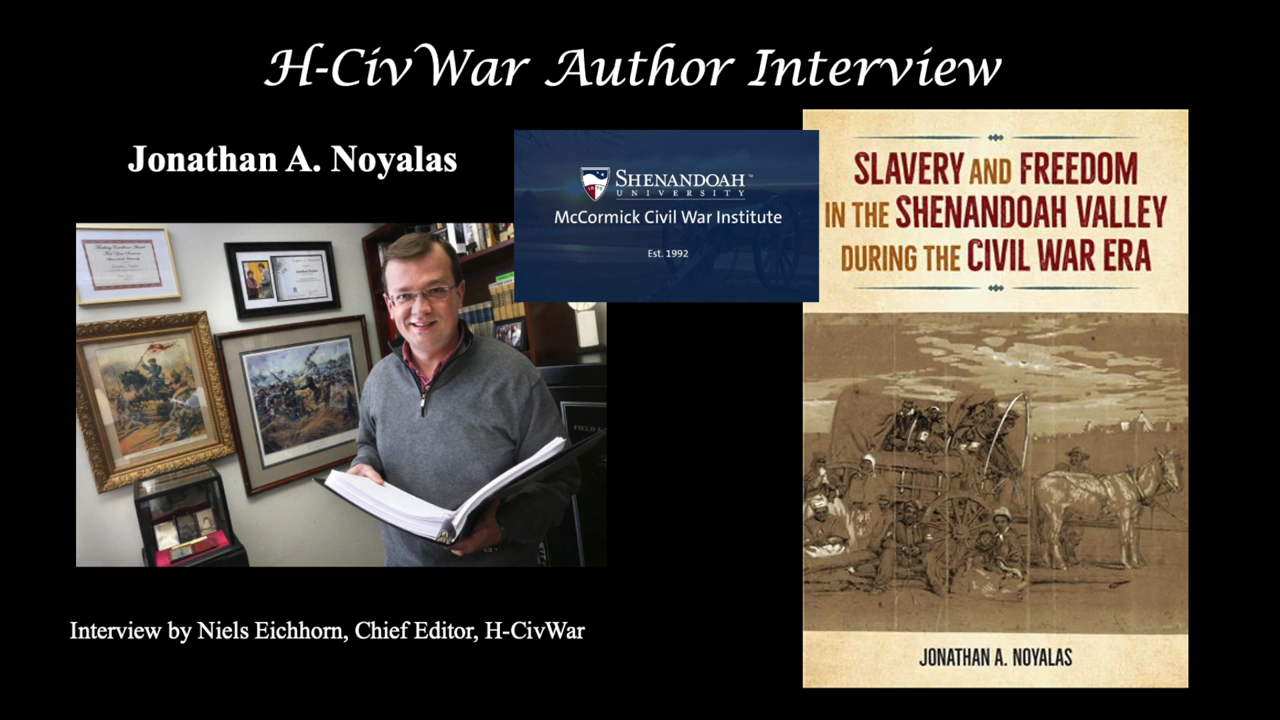 H-CivWar Author Interview
Jonathan A. Noyalas
SHENANDOAH™
UNIVERSITY
McCormick Civil War Institute
Est. 1992
SLAVERY AND FREEDOM
IN THE SHENANDOAH VALLEY
DURING THE CIVIL WAR ERA
JONATHAN A. NOYALAS
Interview by Niels Eichhorn, Chief Editor, H-CivWar